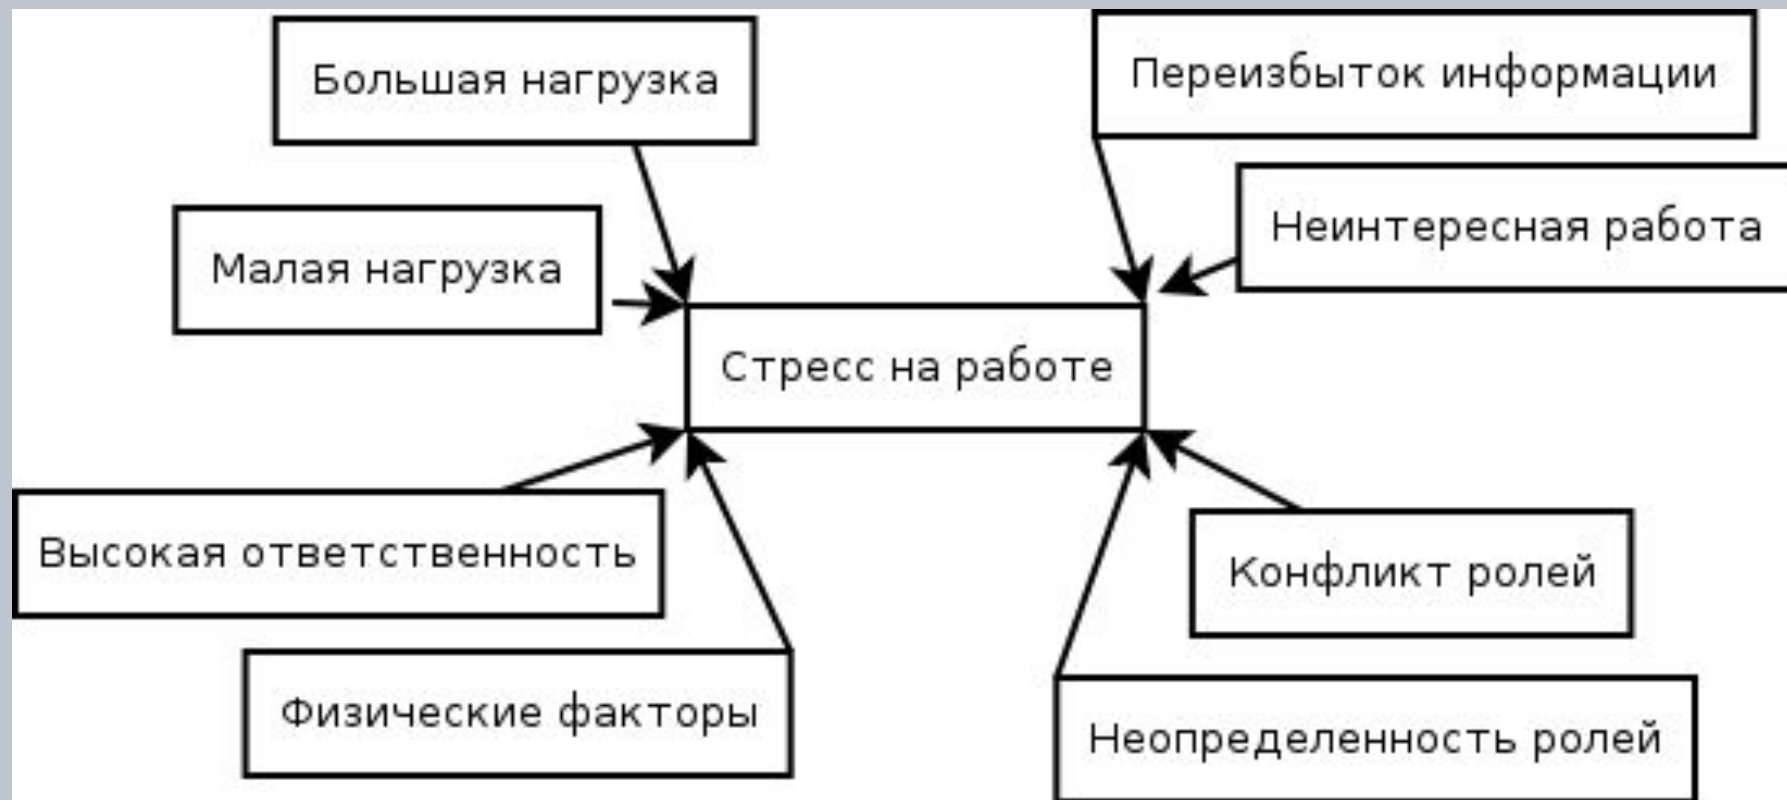 Большая нагрузка
Переизбыток информации
Малая нагрузка
Неинтересная работа
Стресс на работе
Высокая ответственность
Конфликт ролей
Физические факторы
Неопределенность ролей